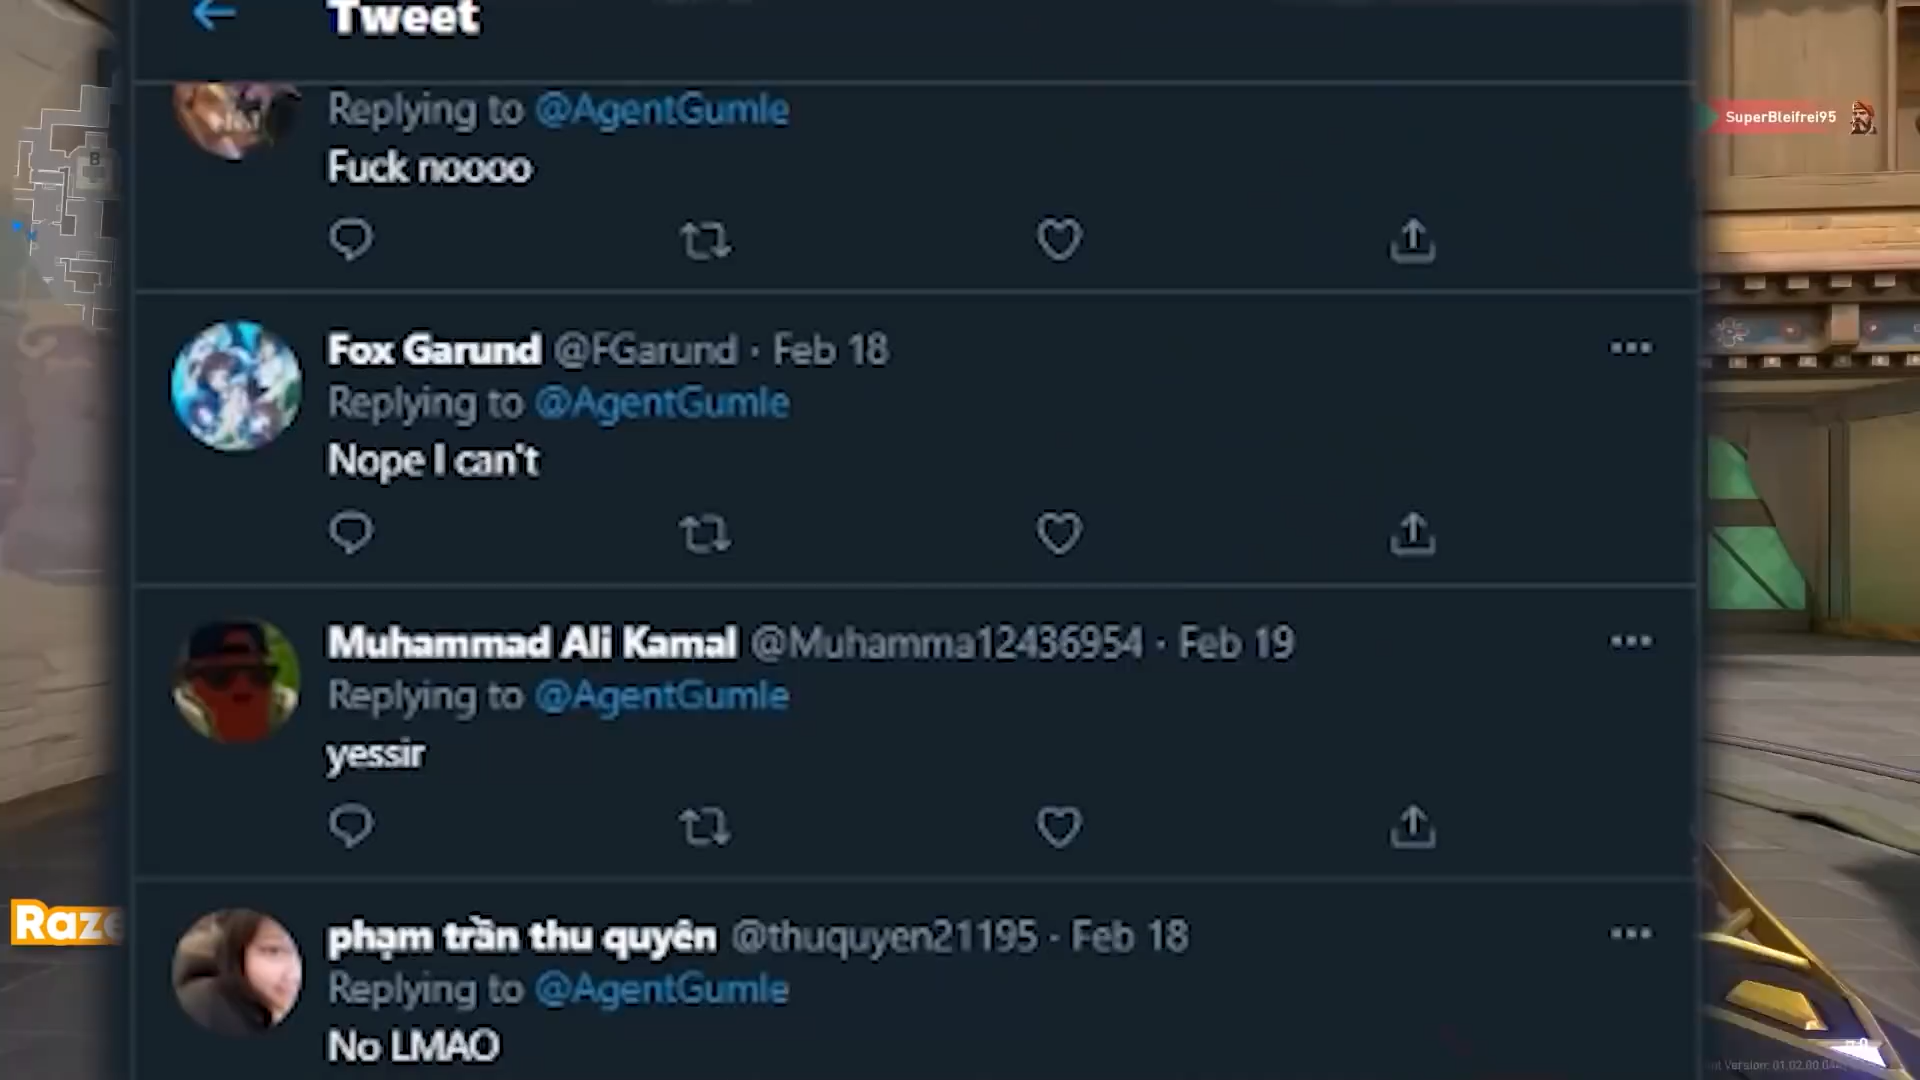 Tweet
Replying to @AgentGumle
Fuck noooo
SuperBleifrei95
B
Fox Garund @FGarund · Feb 18
Replying to @AgentGumle
Nope I can't
Muhammad Ali Kamal @Muhamma12436954 · Feb 19
Replying to @AgentGumle
yessir
Raze
phạm trần thu quyên @thuquyen21195 · Feb 18
Replying to @AgentGumle
No LMAO